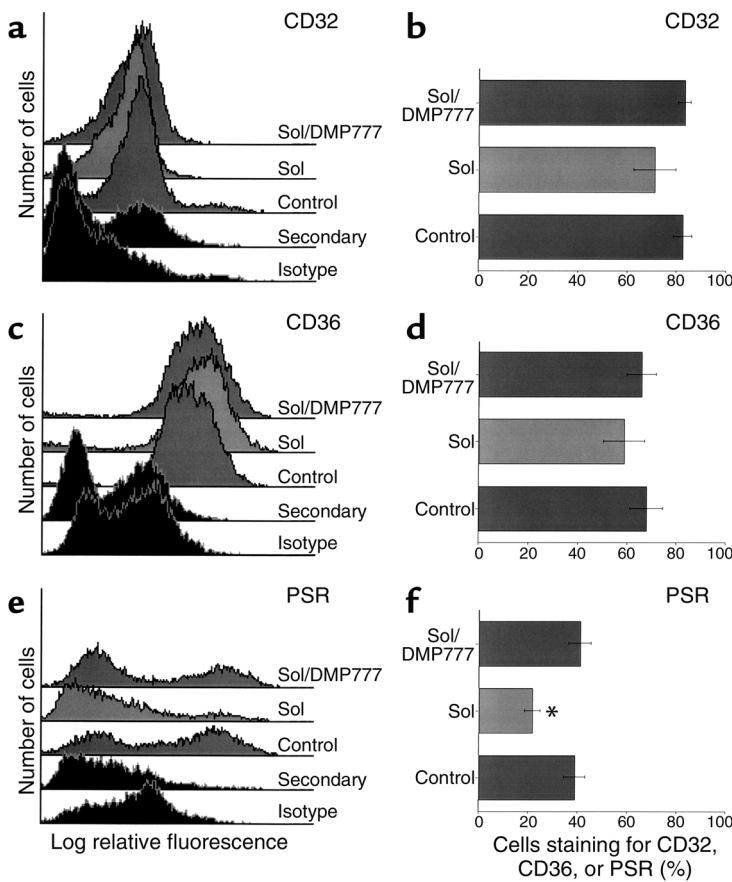 a
CD32
Number of cells
Sol/DMP777
Sol
Control
Secondary
Isotype
b
CD32
Sol/
DMP777
Sol
Control
0 20 40 60 80 100
c
CD36
Number of cells
Sol/DMP777
Sol
Control
Secondary
Isotype
d
CD36
Sol/
DMP777
Sol
Control
0 20 40 60 80 100
e
PSR
Number of cells
Sol/DMP777
Sol
Control
Secondary
Isotype
Log relative fluorescence
f
PSR
Sol/
DMP777
Sol
*
Control
0 20 40 60 80 100
Cells staining for CD32,
CD36, or PSR (%)